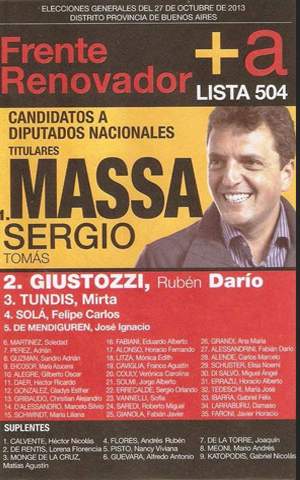 ELECCIONES GENERALES DEL 27 DE OCTUBRE DE 2013
DISTRITO PROVINCIA DE BUENOS AIRES
Frente
Renovador
+a
LISTA 504
CANDIDATOS A
DIPUTADOS NACIONALES
TITULARES
1. MASSA
SERGIO
TOMÁS
2. GIUSTOZZI, Rubén Darío
3. TUNDIS, Mirta
4. SOLÁ, Felipe Carlos
5. DE MENDIGUREN, José Ignacio
6. MARTINEZ, Soledad
7. PEREZ, Adrián
8. GUZMAN, Sandro Adrián
9. EHCOSOR, María Azucena
10. ALEGRE, Gilberto Oscar
11. DAER, Héctor Ricardo
12. GONZALEZ, Gladys Esther
13. GRIBAUDO, Christian Alejandro
14. D'ALESSANDRO, Marcelo Silvio
15. SCHWINDT, María Liliana
16. FABIANI, Eduardo Alberto
17. ALONSO, Horacio Fernando
18. LITZA, Mónica Edith
19. CAVIGLIA, Franco Agustín
20. COULY, Verónica Carolina
21. SOLMI, Jorge Alberto
22. ERRECALDE, Sergio Orlando
23. VANNELLI, Sofía
24. SAREDI, Roberto Miguel
25. GIANOLA, Fabián Javier
26. GRANDI, Ana María
27. ALESSANDRINI, Fabián Darío
28. ALENDE, Carlos Marcelo
29. SCHUSTER, Elisa Noemí
30. DI SALVO, Miguel Ángel
31. ERRAZU, Horacio Alberto
32. TEDESCHI, María José
33. IBARRA, Gabriel Félix
34. LARRABURU, Damaso
35. FARONI, Javier Horacio
SUPLENTES
1. CALVENTE, Héctor Nicolás
2. DE RENTIS, Lorena Florencia
3. MONGE DE LA CRUZ,
Matías Agustín
4. FLORES, Andrés Rubén
5. PISTO, Nancy Viviana
6. GUEVARA, Alfredo Antonio
7. DE LA TORRE, Joaquín
8. MEONI, Mario Andrés
9. KATOPODIS, Gabriel Nicolás